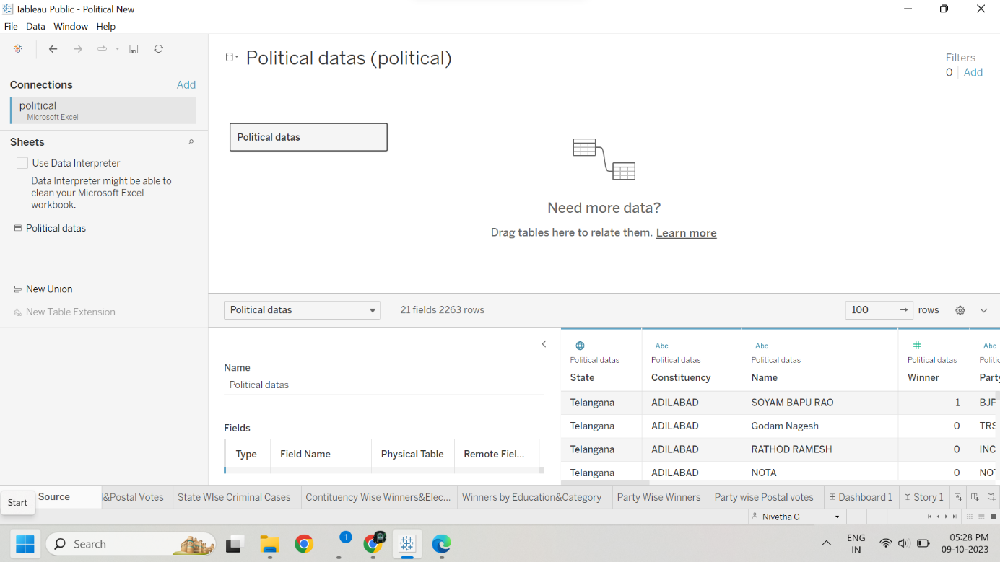 Tableau Public - Political New
File Data Window Help
Connections Add
political
Microsoft Excel
Sheets
Use Data Interpreter
Data Interpreter might be able to
clean your Microsoft Excel
workbook.
Political datas
New Union
New Table Extension
Political datas (political)
Filters
0 Add
Political datas
Need more data?
Drag tables here to relate them. Learn more
Political datas 21 fields 2263 rows 100 → rows
Name
Political datas
Fields
Type Field Name Physical Table Remote Fiel...
Abc Abc # Abc
Political datas Political datas Political datas Political datas Politic
State Constituency Name Winner Party
Telangana ADILABAD SOYAM BAPU RAO 1 BJP
Telangana ADILABAD Godam Nagesh 0 TRS
Telangana ADILABAD RATHOD RAMESH 0 INC
Telangana ADILABAD NOTA 0 NOT
Source &Postal Votes State WIse Criminal Cases Contituency Wise Winners&Elec... Winners by Education&Category Party Wise Winners Party wise Postal votes Dashboard 1 Story 1
Start
Nivetha G
Search 1 ENG
IN
05:28 PM
09-10-2023